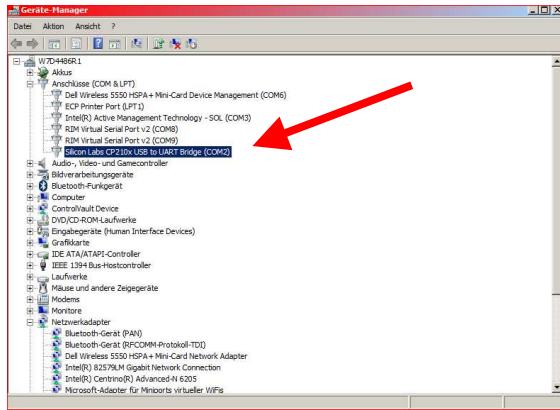 Geräte-Manager
Datei Aktion Ansicht ?
W7D4486R1
Akkus
Anschlüsse (COM & LPT)
Dell Wireless 5550 HSPA+ Mini-Card Device Management (COM6)
ECP Printer Port (LPT1)
Intel(R) Active Management Technology - SOL (COM3)
RIM Virtual Serial Port v2 (COM8)
RIM Virtual Serial Port v2 (COM9)
Silicon Labs CP210x USB to UART Bridge (COM2)
Audio-, Video- und Gamecontroller
Bildverarbeitungsgeräte
Bluetooth-Funkgerät
Computer
ControlVault Device
DVD/CD-ROM-Laufwerke
Eingabegeräte (Human Interface Devices)
Grafikkarte
IDE ATA/ATAPI-Controller
IEEE 1394 Bus-Hostcontroller
Laufwerke
Mäuse und andere Zeigegeräte
Modems
Monitore
Netzwerkadapter
Bluetooth-Gerät (PAN)
Bluetooth-Gerät (RFCOMM-Protokoll-TDI)
Dell Wireless 5550 HSPA+ Mini-Card Network Adapter
Intel(R) 82579LM Gigabit Network Connection
Intel(R) Centrino(R) Advanced-N 6205
Microsoft-Adapter für Miniports virtueller WiFis